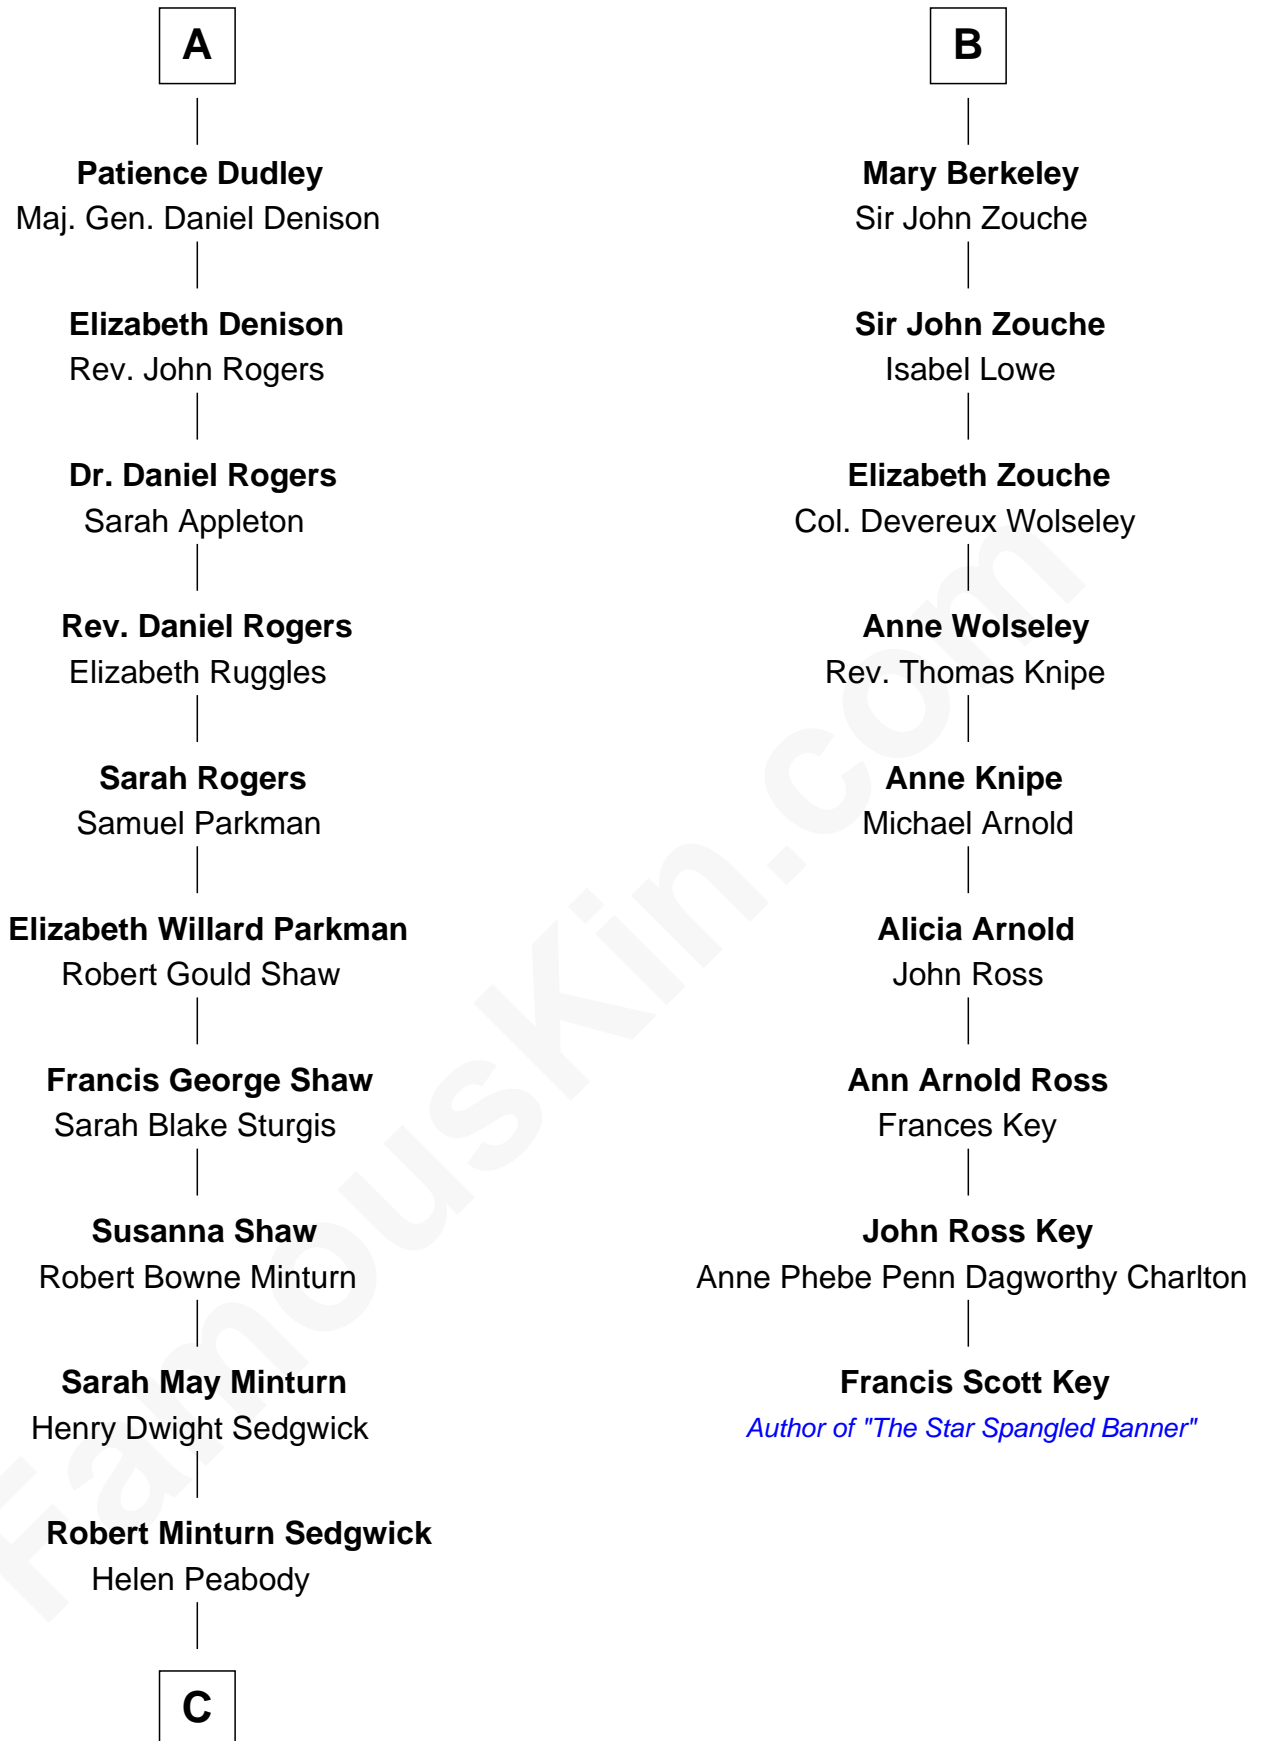 A
Patience Dudley
Maj. Gen. Daniel Denison
Elizabeth Denison
Rev. John Rogers
Dr. Daniel Rogers
Sarah Appleton
Rev. Daniel Rogers
Elizabeth Ruggles
Sarah Rogers
Samuel Parkman
Elizabeth Willard Parkman
Robert Gould Shaw
Francis George Shaw
Sarah Blake Sturgis
Susanna Shaw
Robert Bowne Minturn
Sarah May Minturn
Henry Dwight Sedgwick
Robert Minturn Sedgwick
Helen Peabody
C
B
Mary Berkeley
Sir John Zouche
Sir John Zouche
Isabel Lowe
Elizabeth Zouche
Col. Devereux Wolseley
Anne Wolseley
Rev. Thomas Knipe
Anne Knipe
Michael Arnold
Alicia Arnold
John Ross
Ann Arnold Ross
Frances Key
John Ross Key
Anne Phebe Penn Dagworthy Charlton
Francis Scott Key
Author of "The Star Spangled Banner"
FamousKin.com